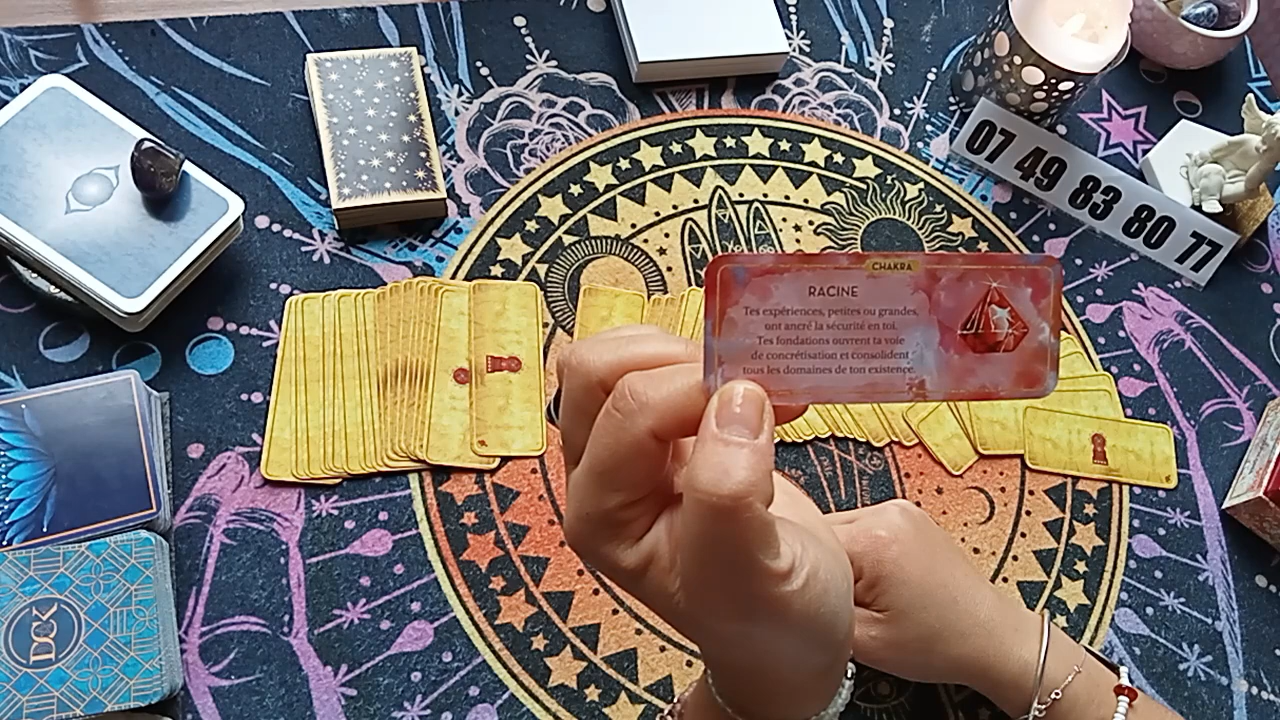 07 49 83 80 77
CHAKRA
RACINE
Tes expériences, petites ou grandes,
ont ancré la sécurité en toi.
Tes fondations ouvrent ta voie
de concrétisation et consolident
tous les domaines de ton existence.